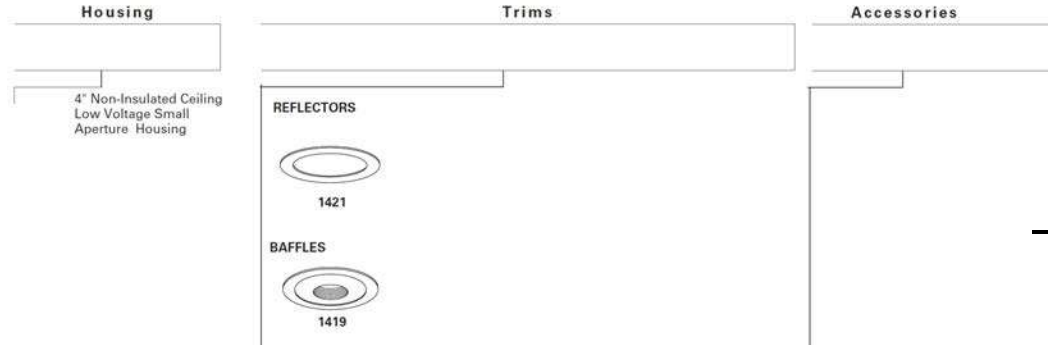 Housing
Trims
Accessories
4" Non-Insulated Ceiling
Low Voltage Small
Aperture Housing
REFLECTORS
1421
BAFFLES
1419